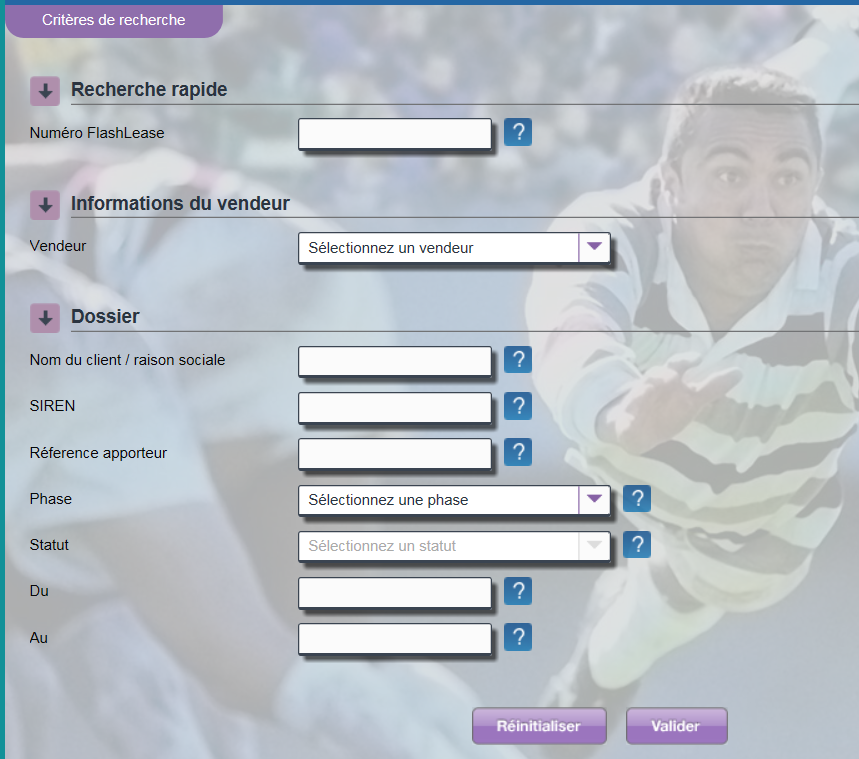 Critères de recherche
Recherche rapide
Numéro FlashLease
?
Informations du vendeur
Vendeur
Sélectionnez un vendeur
Dossier
Nom du client / raison sociale
?
SIREN
?
Réference apporteur
?
Phase
Sélectionnez une phase
?
Statut
Sélectionnez un statut
?
Du
?
Au
?
Réinitialiser
Valider